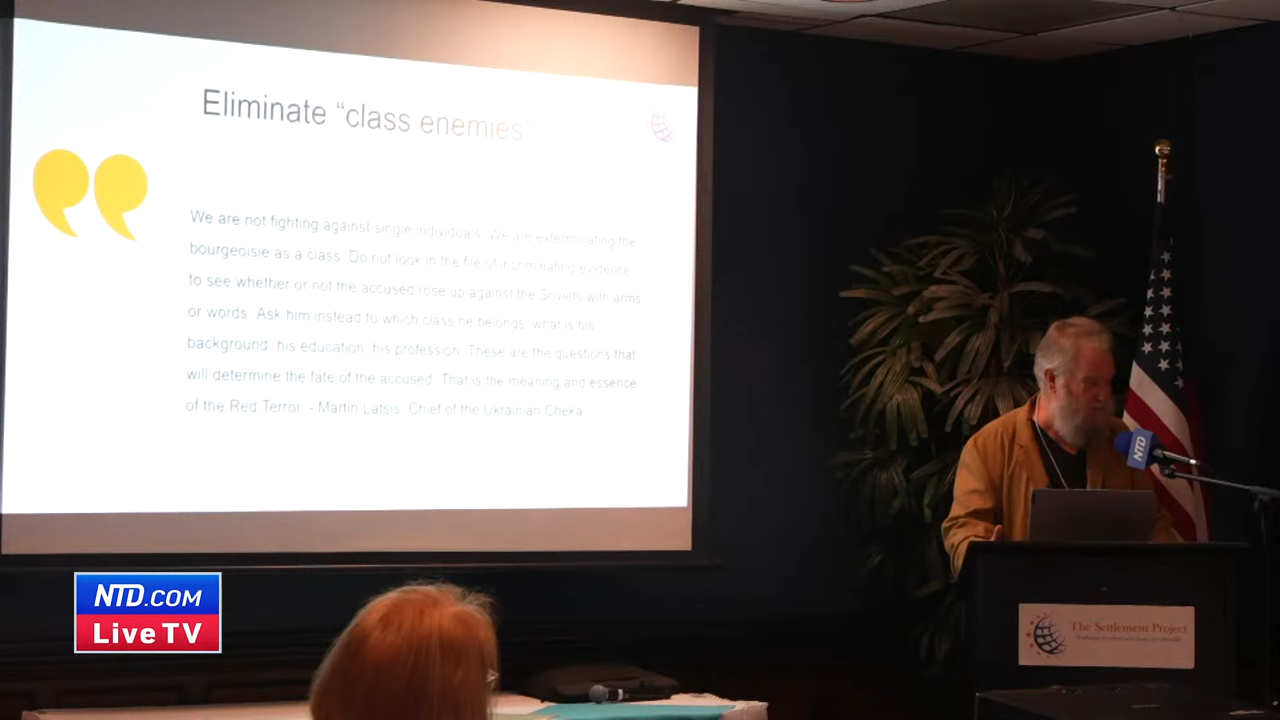 Eliminate “class enemies”
We are not fighting against single individuals. We are exterminating the
bourgeoisie as a class. Do not look in the file of incriminating evidence
to see whether or not the accused rose up against the Soviets with arms
or words. Ask him instead to which class he belongs, what is his
background, his education, his profession. These are the questions that
will determine the fate of the accused. That is the meaning and essence
of the Red Terror. - Martin Latsis, Chief of the Ukrainian Cheka
NTD
The Settlement Project
NTD.COM
Live TV